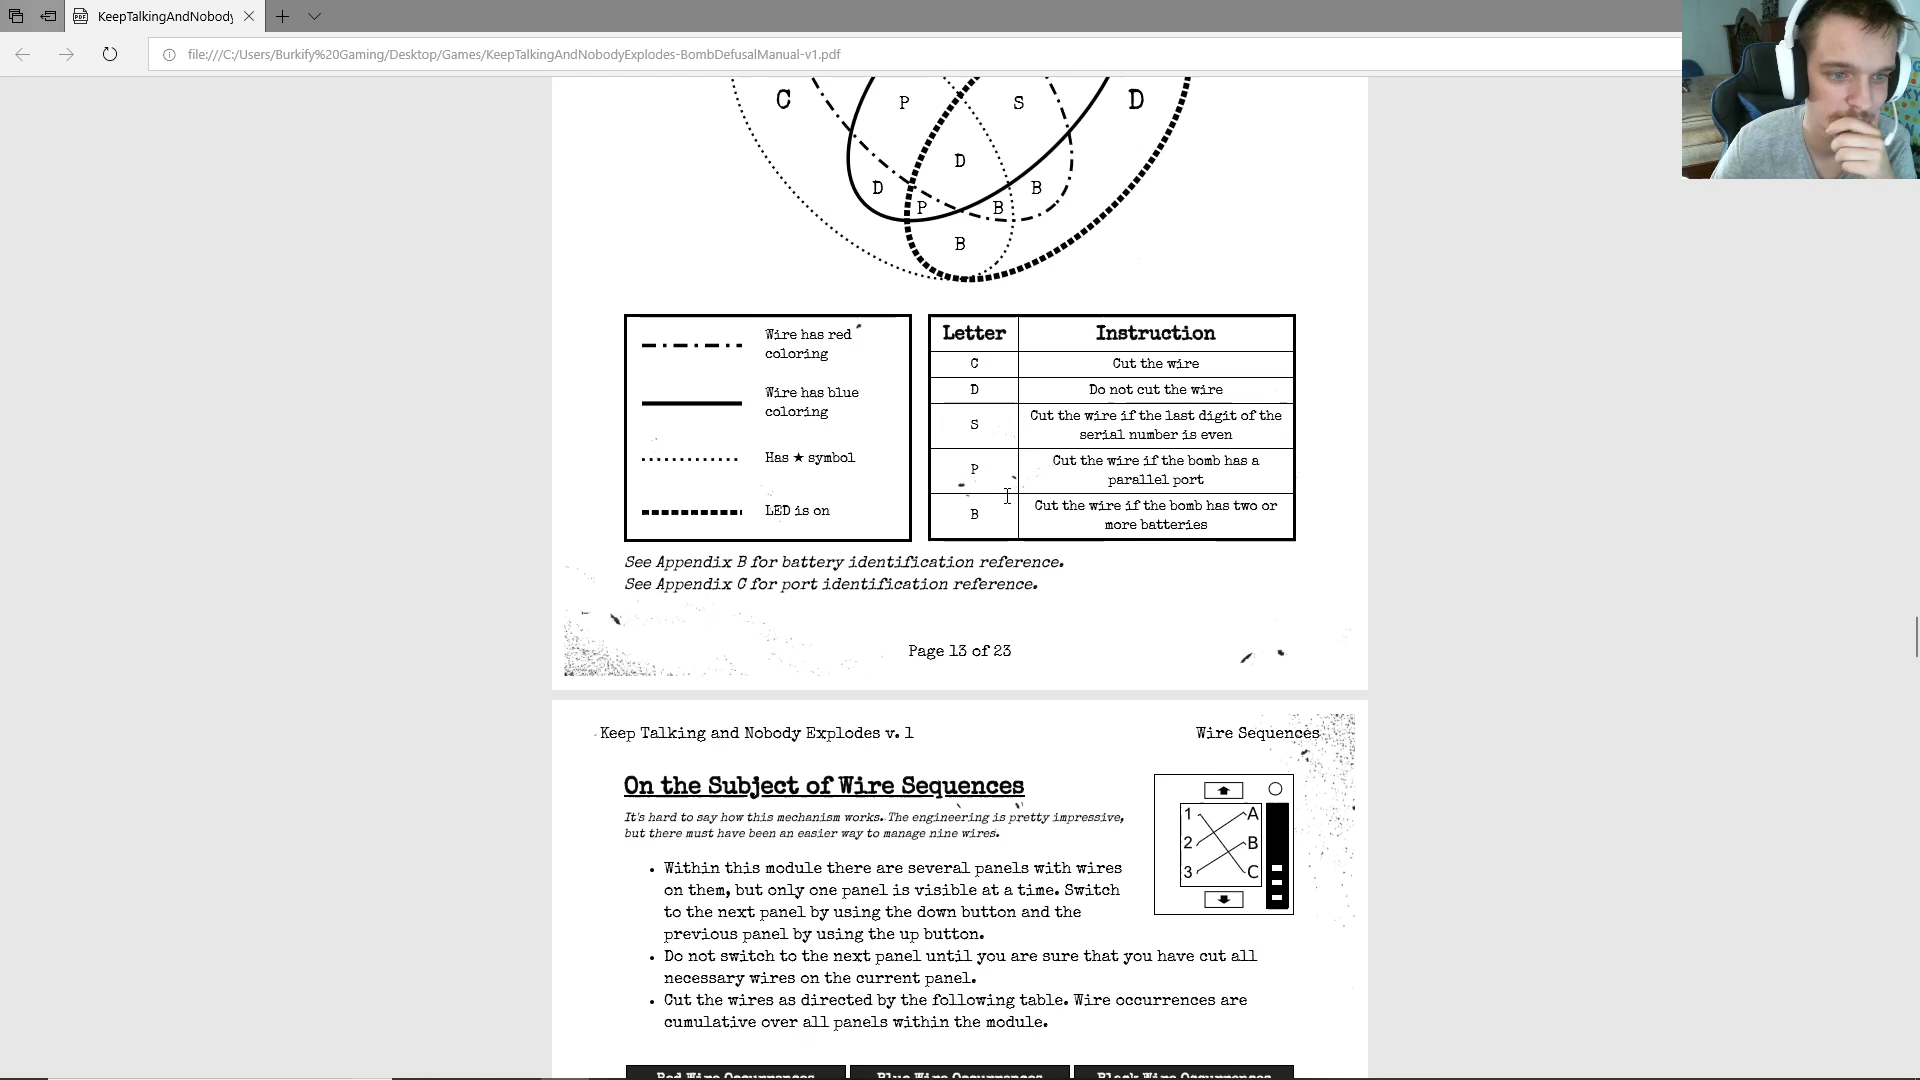 KeepTalkingAndNobody
file:///C:/Users/Burkify%20Gaming/Desktop/Games/KeepTalkingAndNobodyExplodes-BombDefusalManual-v1.pdf
C P S D
D
D B
P B
B
Wire has red
coloring
Wire has blue
coloring
Has ★ symbol
LED is on
Letter Instruction
C Cut the wire
D Do not cut the wire
S Cut the wire if the last digit of the
serial number is even
P Cut the wire if the bomb has a
parallel port
B Cut the wire if the bomb has two or
more batteries
See Appendix B for battery identification reference.
See Appendix C for port identification reference.
Page 13 of 23
Keep Talking and Nobody Explodes v. 1 Wire Sequences
On the Subject of Wire Sequences
It's hard to say how this mechanism works. The engineering is pretty impressive,
but there must have been an easier way to manage nine wires.
1 A
2 B
3 C
• Within this module there are several panels with wires
on them, but only one panel is visible at a time. Switch
to the next panel by using the down button and the
previous panel by using the up button.
• Do not switch to the next panel until you are sure that you have cut all
necessary wires on the current panel.
• Cut the wires as directed by the following table. Wire occurrences are
cumulative over all panels within the module.
Red Wire Occurrences Blue Wire Occurrences Black Wire Occurrences